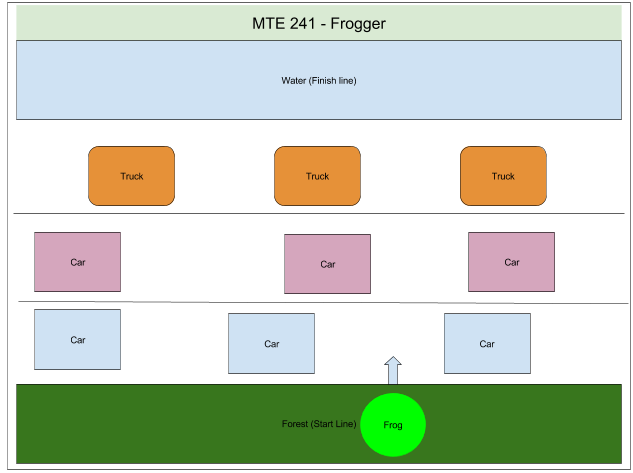 MTE 241 - Frogger
Water (Finish line)
Truck
Truck
Truck
Car
Car
Car
Car
Car
Car
Forest (Start Line)
Frog